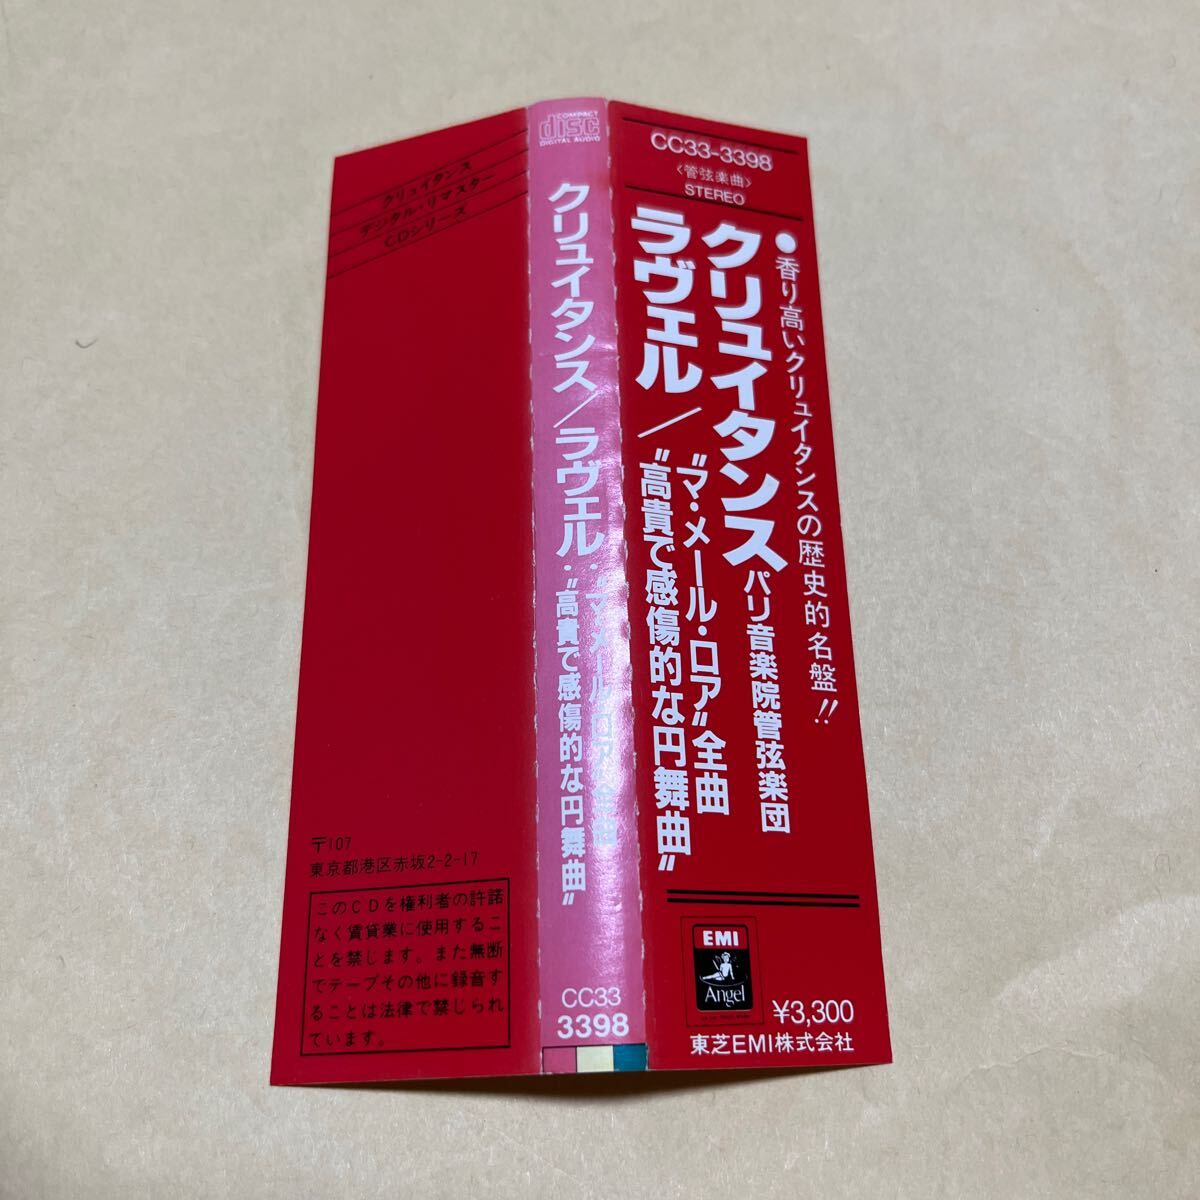 CC33-3398
〈管弦楽曲〉
STEREO
●香り高いクリュイタンスの歴史的名盤!!
クリュイタンス パリ音楽院管弦楽団
ラヴェル/
“マ・メール・ロア”全曲
“高貴で感傷的な円舞曲”
EMI
Angel
¥3,300
東芝EMI株式会社
COMPACT
disc
DIGITAL AUDIO
クリュイタンス/ラヴェル:
“マ・メール・ロア”全曲
“高貴で感傷的な円舞曲”
CC33
3398
クリュイタンス
デジタル・リマスター
CDシリーズ
〒107
東京都港区赤坂2-2-17
このCDを権利者の許諾
なく賃貸業に使用するこ
とを禁じます。また無断
でテープその他に録音す
ることは法律で禁じられ
ています。